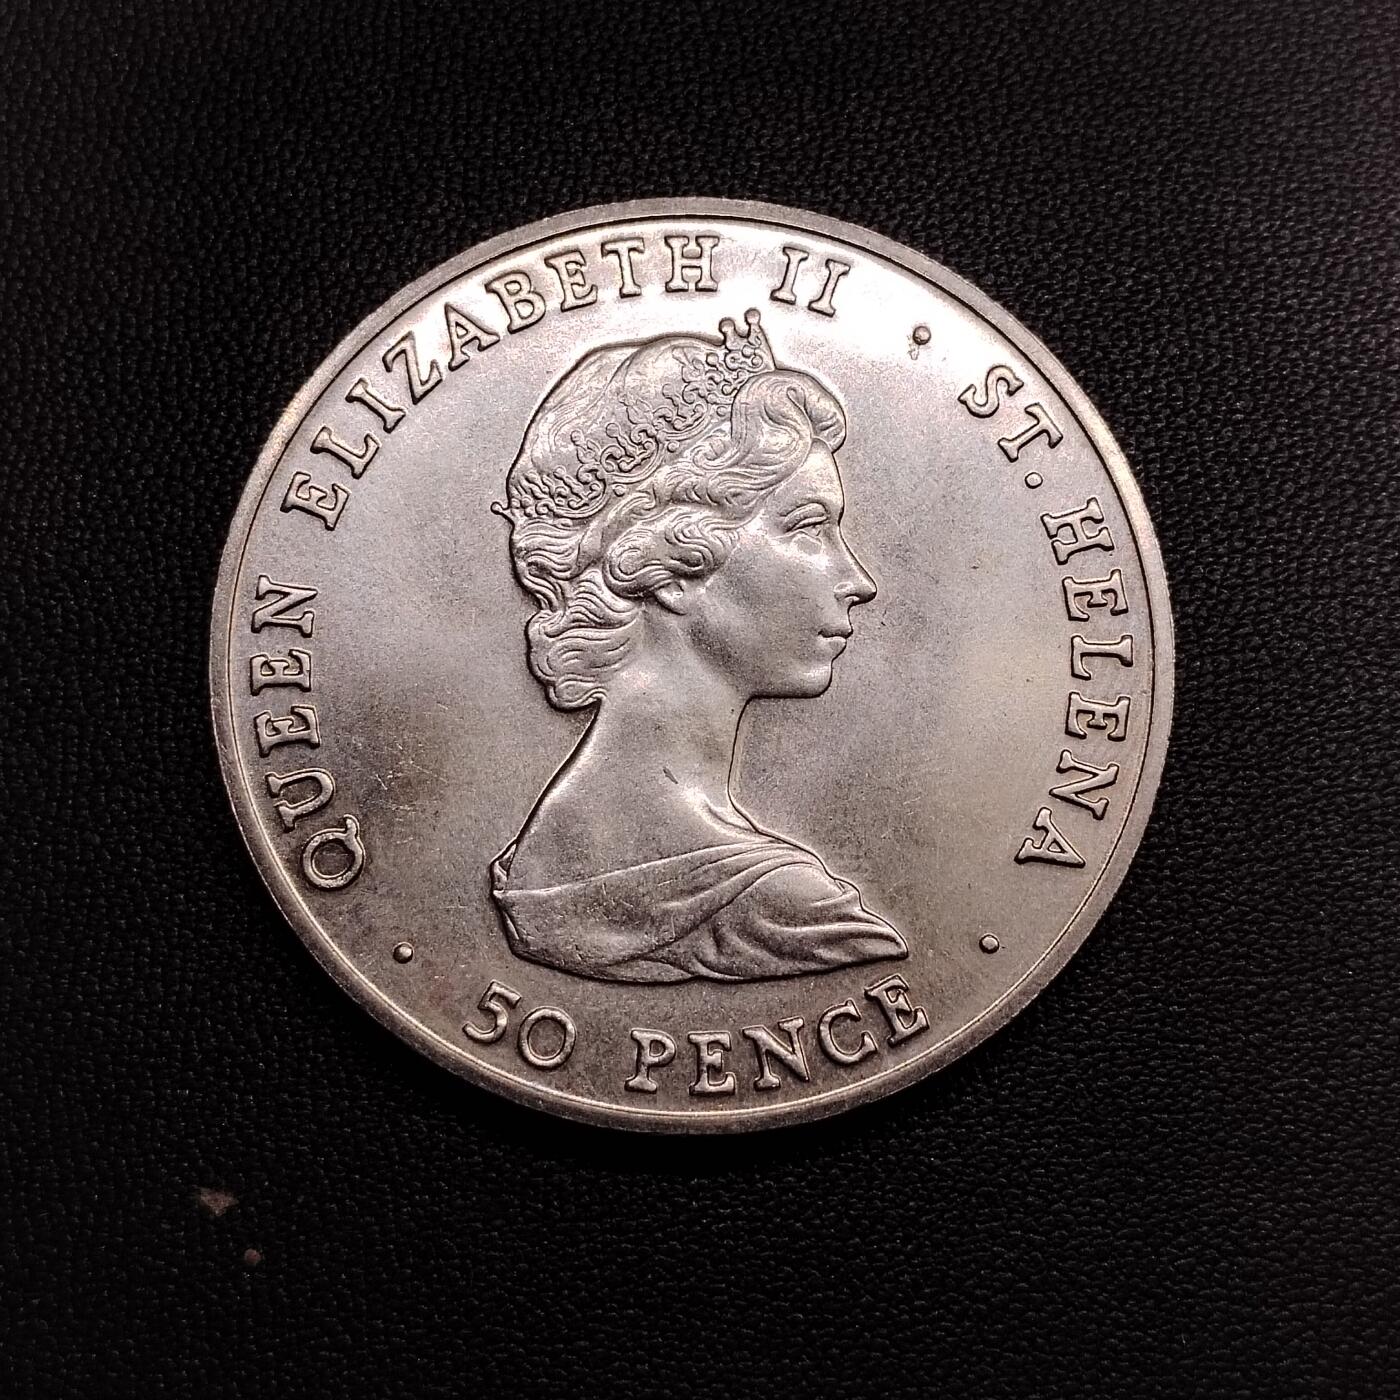 QUEEN ELIZABETH II · ST. HELENA
· 50 PENCE ·